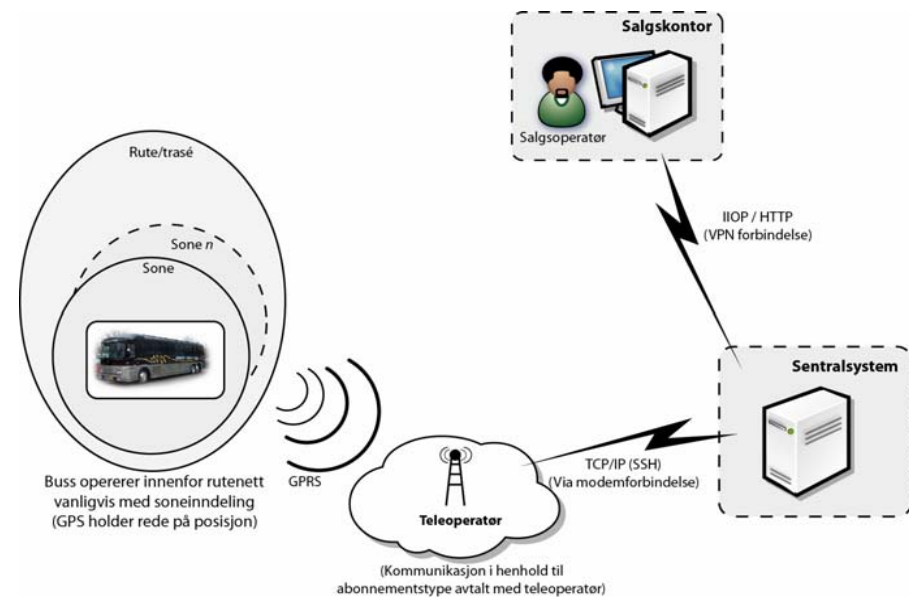 Salgskontor
Salgsoperatør
Rute/trasé
Sone n
Sone
IIOP / HTTP
(VPN forbindelse)
Sentralsystem
GPRS
TCP/IP (SSH)
(Via modemforbindelse)
Buss opererer innenfor rutenett
vanligvis med soneinndeling
(GPS holder rede på posisjon)
Teleoperatør
(Kommunikasjon i henhold til
abonnementstype avtalt med teleoperatør)